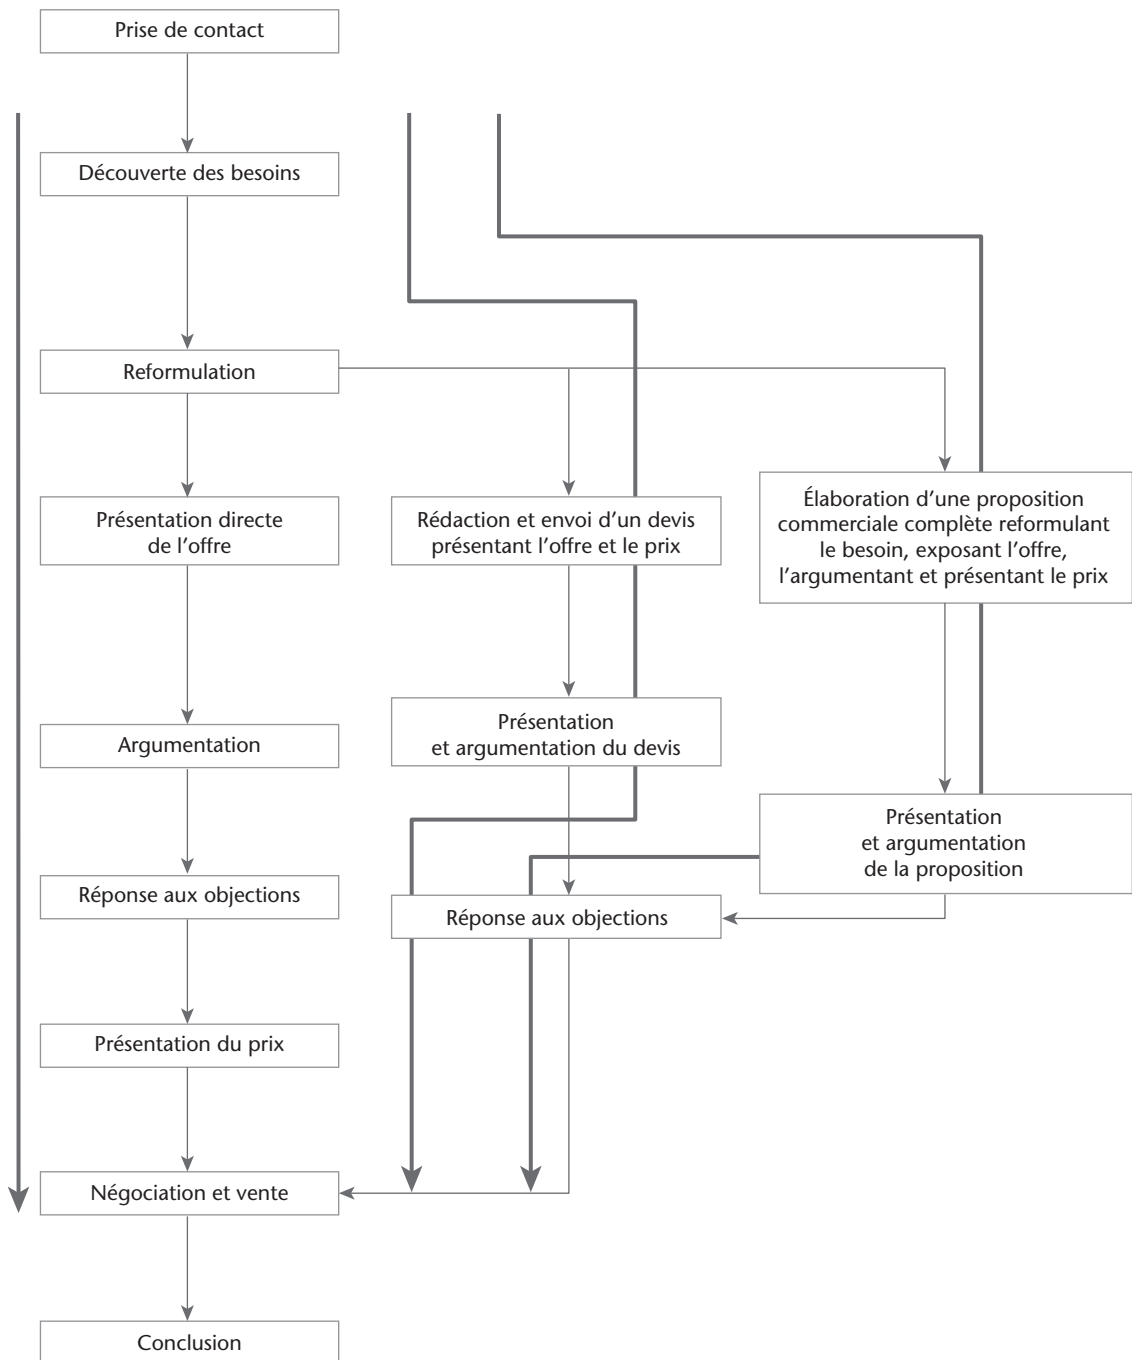 Prise de contact
Découverte des besoins
Reformulation
Présentation directe
de l’offre
Rédaction et envoi d’un devis
présentant l’offre et le prix
Élaboration d’une proposition
commerciale complète reformulant
le besoin, exposant l’offre,
l’argumentant et présentant le prix
Argumentation
Présentation
et argumentation du devis
Présentation
et argumentation
de la proposition
Réponse aux objections
Réponse aux objections
Présentation du prix
Négociation et vente
Conclusion